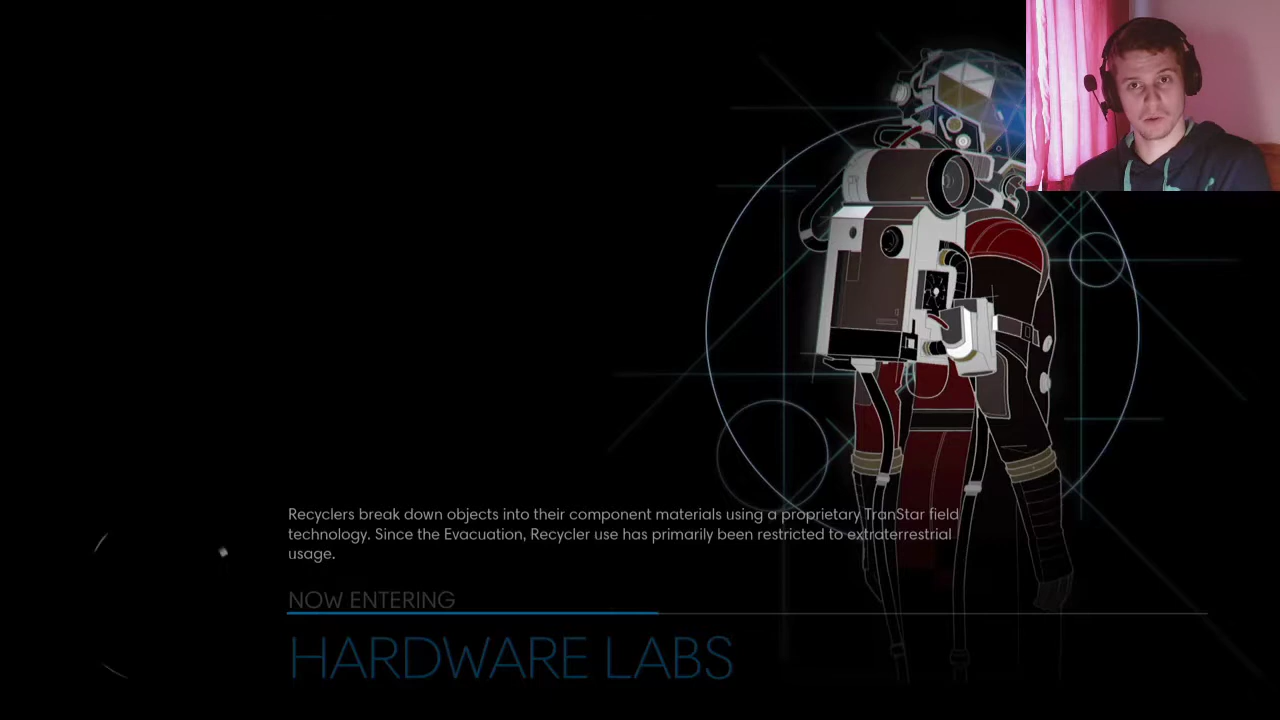 Recyclers break down objects into their component materials using a proprietary TranStar field
technology. Since the Evacuation, Recycler use has primarily been restricted to extraterrestrial
usage.
NOW ENTERING
HARDWARE LABS